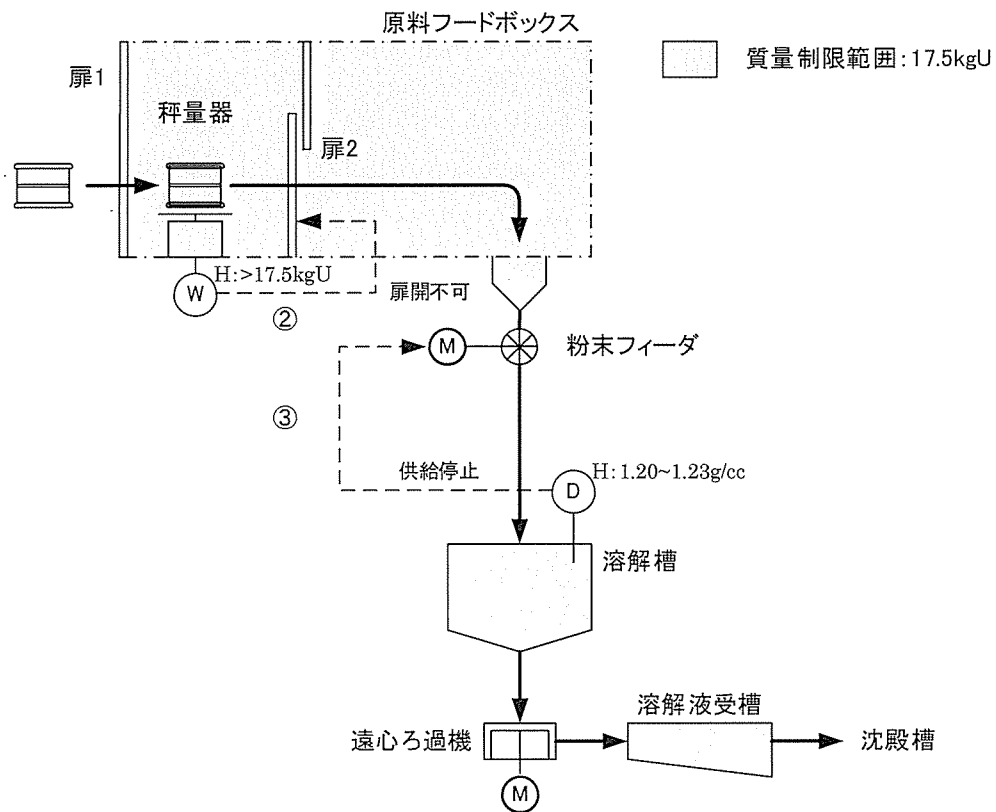 原料フードボックス
質量制限範囲:17.5kgU
扉1
秤量器
扉2
H:>17.5kgU
W
扉開不可
②
M
粉末フィーダ
③
供給停止
H:1.20~1.23g/cc
D
溶解槽
溶解液受槽
遠心ろ過機
沈殿槽
M